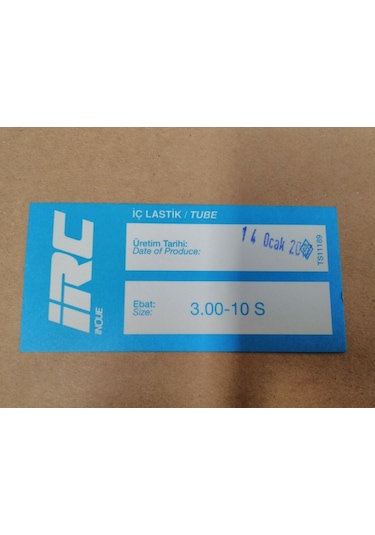 İÇ LASTİK / TUBE
Üretim Tarihi:
Date of Produce:
14 Ocak
TS11189
Ebat:
Size:
3.00-10 S
IRC
INOUE